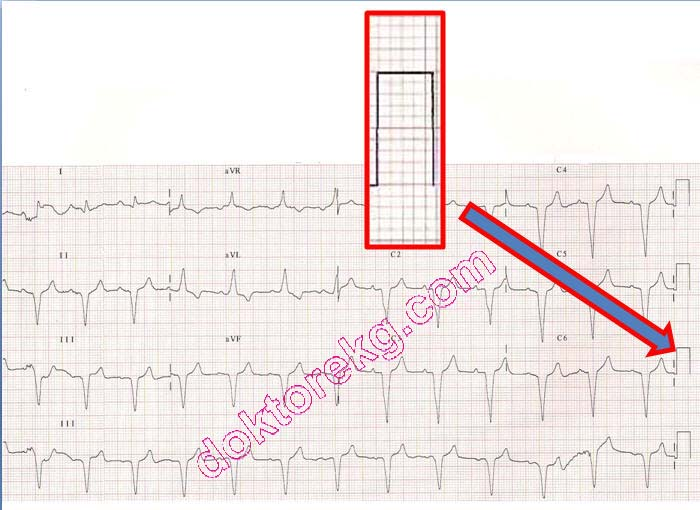 I aVR C4
II aVL C2 C5
III aVF C6
III
doktorekg.com